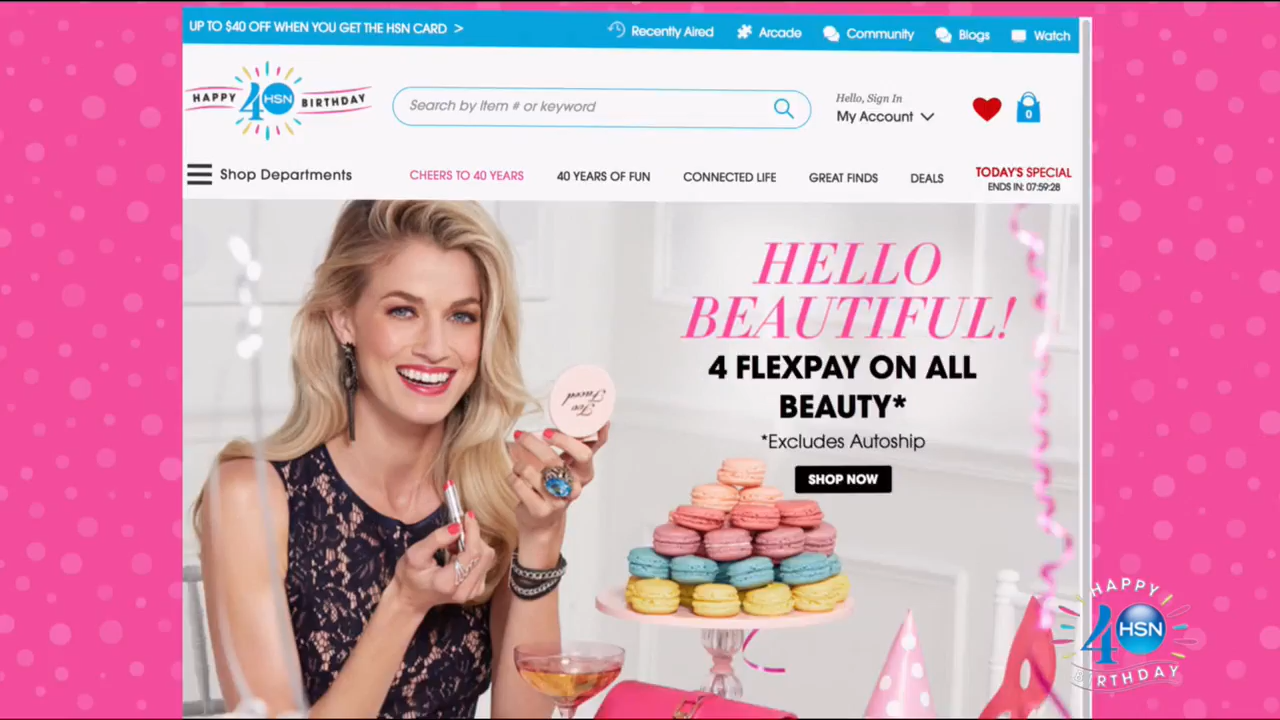 UP TO $40 OFF WHEN YOU GET THE HSN CARD >
Recently Aired
Arcade
Community
Blogs
Watch
HAPPY 40 HSN BIRTHDAY
Search by Item # or keyword
Hello, Sign In
My Account
0
Shop Departments
CHEERS TO 40 YEARS
40 YEARS OF FUN
CONNECTED LIFE
GREAT FINDS
DEALS
TODAY'S SPECIAL
ENDS IN: 07:59:28
HELLO
BEAUTIFUL!
4 FLEXPAY ON ALL
BEAUTY*
*Excludes Autoship
SHOP NOW
Too
Faced
HAPPY
40 HSN
BIRTHDAY